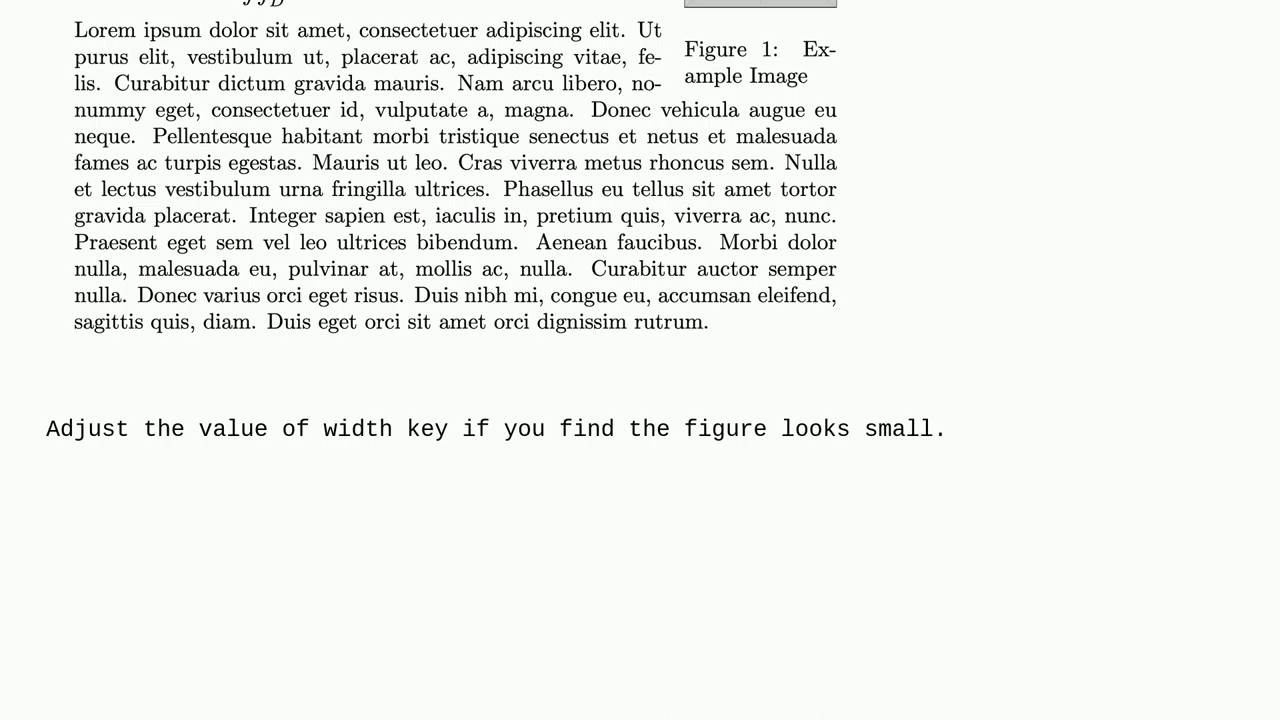 Lorem ipsum dolor sit amet, consectetuer adipiscing elit. Ut
purus elit, vestibulum ut, placerat ac, adipiscing vitae, fe-
lis. Curabitur dictum gravida mauris. Nam arcu libero, no-
Figure 1: Ex-
ample Image
nummy eget, consectetuer id, vulputate a, magna. Donec vehicula augue eu
neque. Pellentesque habitant morbi tristique senectus et netus et malesuada
fames ac turpis egestas. Mauris ut leo. Cras viverra metus rhoncus sem. Nulla
et lectus vestibulum urna fringilla ultrices. Phasellus eu tellus sit amet tortor
gravida placerat. Integer sapien est, iaculis in, pretium quis, viverra ac, nunc.
Praesent eget sem vel leo ultrices bibendum. Aenean faucibus. Morbi dolor
nulla, malesuada eu, pulvinar at, mollis ac, nulla. Curabitur auctor semper
nulla. Donec varius orci eget risus. Duis nibh mi, congue eu, accumsan eleifend,
sagittis quis, diam. Duis eget orci sit amet orci dignissim rutrum.
Adjust the value of width key if you find the figure looks small.